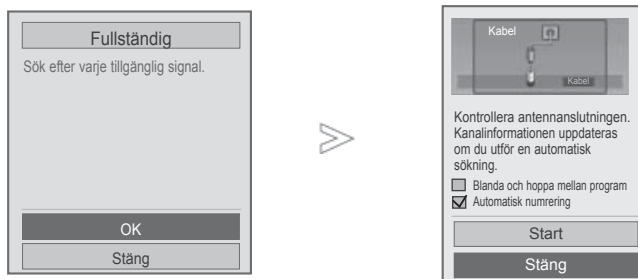 Fullständig
Sök efter varje tillgänglig signal.
OK
Stäng
Kabel
Kabel
Kontrollera antennanslutningen.
Kanalinformationen uppdateras
om du utför en automatisk
sökning.
Blanda och hoppa mellan program
Automatisk numrering
Start
Stäng